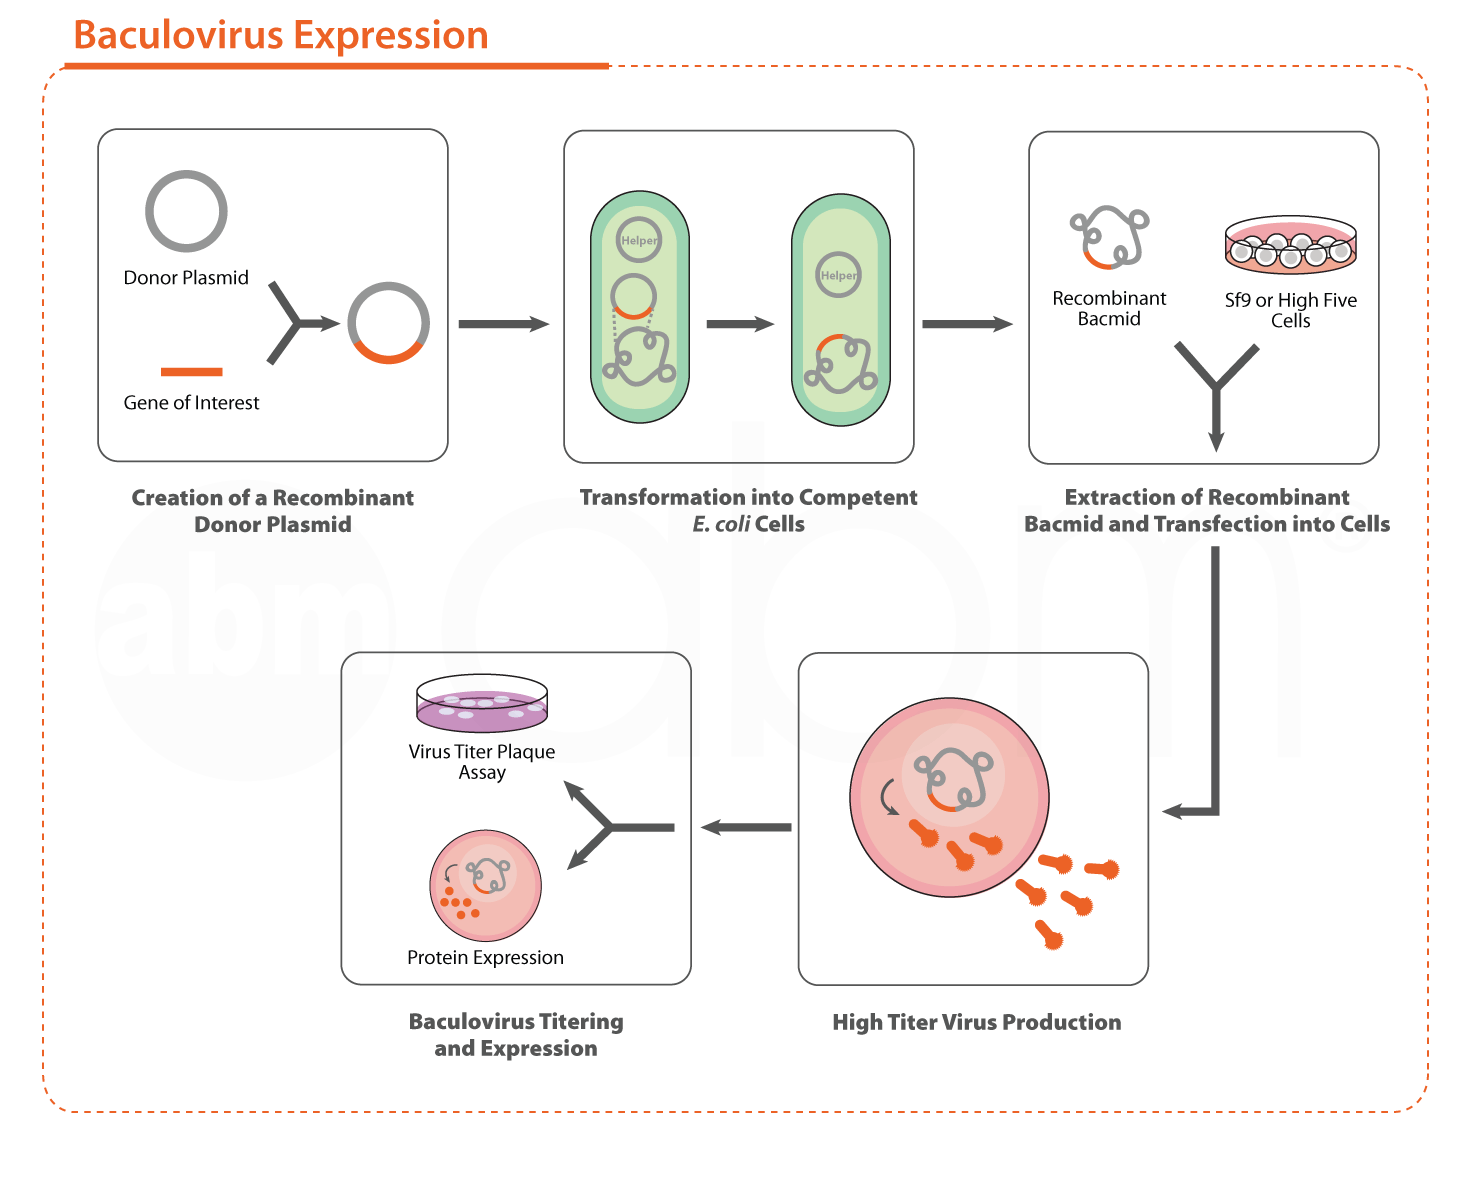 Baculovirus Expression
Donor Plasmid
Gene of Interest
Creation of a Recombinant
Donor Plasmid
Helper
Helper
Transformation into Competent
E. coli Cells
Recombinant
Bacmid
Sf9 or High Five
Cells
Extraction of Recombinant
Bacmid and Transfection into Cells
High Titer Virus Production
Virus Titer Plaque
Assay
Protein Expression
Baculovirus Titering
and Expression
abm
abm®